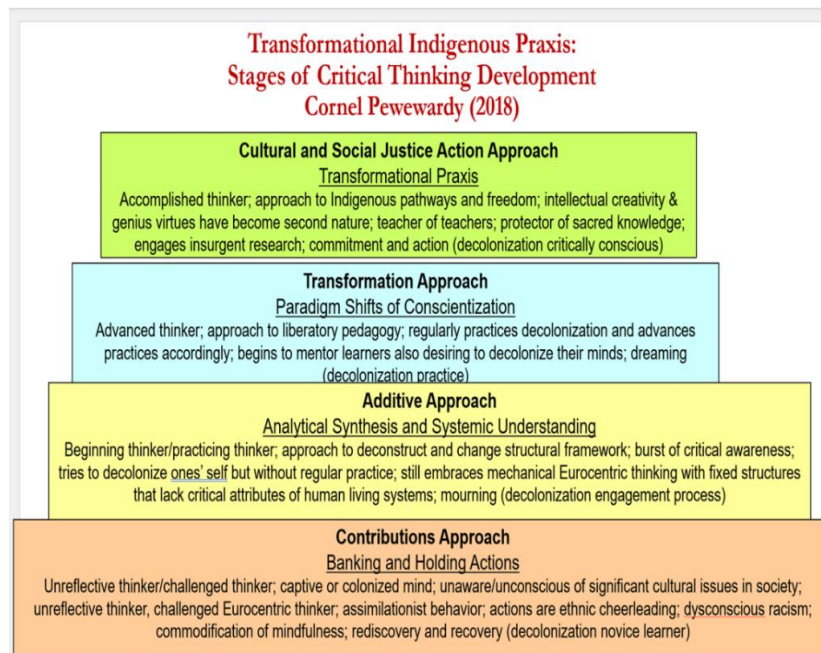 Transformational Indigenous Praxis:
Stages of Critical Thinking Development
Cornel Pewewardy (2018)
Cultural and Social Justice Action Approach
Transformational Praxis
Accomplished thinker; approach to Indigenous pathways and freedom; intellectual creativity &
genius virtues have become second nature; teacher of teachers; protector of sacred knowledge;
engages insurgent research; commitment and action (decolonization critically conscious)
Transformation Approach
Paradigm Shifts of Conscientization
Advanced thinker; approach to liberatory pedagogy; regularly practices decolonization and advances
practices accordingly; begins to mentor learners also desiring to decolonize their minds; dreaming
(decolonization practice)
Additive Approach
Analytical Synthesis and Systemic Understanding
Beginning thinker/practicing thinker; approach to deconstruct and change structural framework; burst of critical awareness;
tries to decolonize ones' self but without regular practice; still embraces mechanical Eurocentric thinking with fixed structures
that lack critical attributes of human living systems; mourning (decolonization engagement process)
Contributions Approach
Banking and Holding Actions
Unreflective thinker/challenged thinker; captive or colonized mind; unaware/unconscious of significant cultural issues in society;
unreflective thinker, challenged Eurocentric thinker; assimilationist behavior; actions are ethnic cheerleading; dysconscious racism;
commodification of mindfulness; rediscovery and recovery (decolonization novice learner)